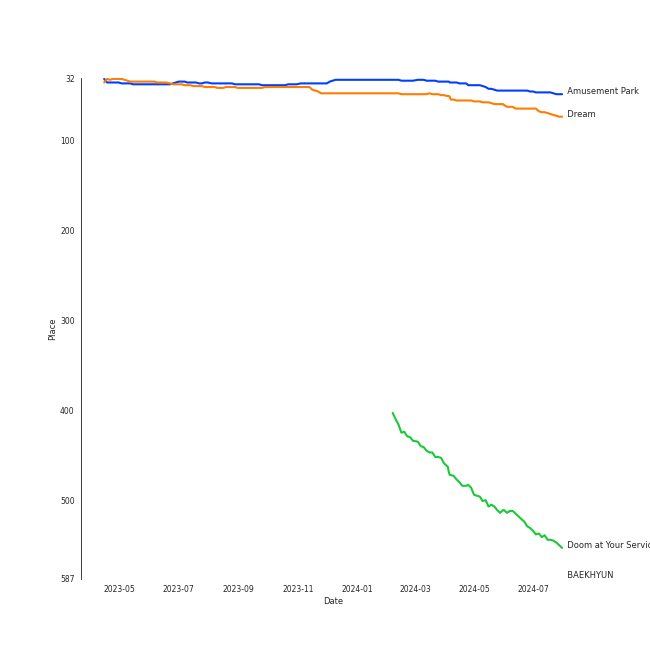 32
Amusement Park
Dream
100
200
300
Place
400
500
Doom at Your Servic
BAEKHYUN
587
2023-05 2023-07 2023-09 2023-11 2024-01 2024-03 2024-05 2024-07
Date